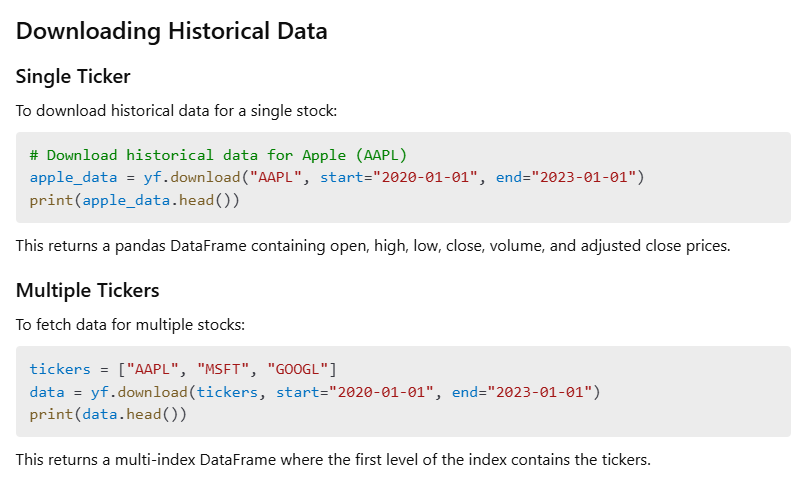 Downloading Historical Data
Single Ticker
To download historical data for a single stock:
# Download historical data for Apple (AAPL)
apple_data = yf.download("AAPL", start="2020-01-01", end="2023-01-01")
print(apple_data.head())
This returns a pandas DataFrame containing open, high, low, close, volume, and adjusted close prices.
Multiple Tickers
To fetch data for multiple stocks:
tickers = ["AAPL", "MSFT", "GOOGL"]
data = yf.download(tickers, start="2020-01-01", end="2023-01-01")
print(data.head())
This returns a multi-index DataFrame where the first level of the index contains the tickers.